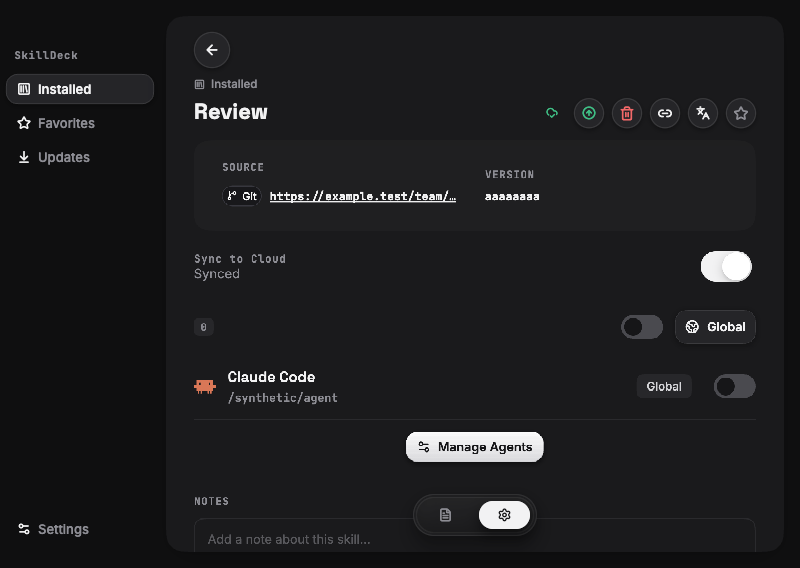 SkillDeck
Installed
Favorites
Updates
Settings
Installed
Review
SOURCE
Git https://example.test/team/…
VERSION
aaaaaaaa
Sync to Cloud
Synced
0
Global
Claude Code
/synthetic/agent
Global
Manage Agents
NOTES
Add a note about this skill...